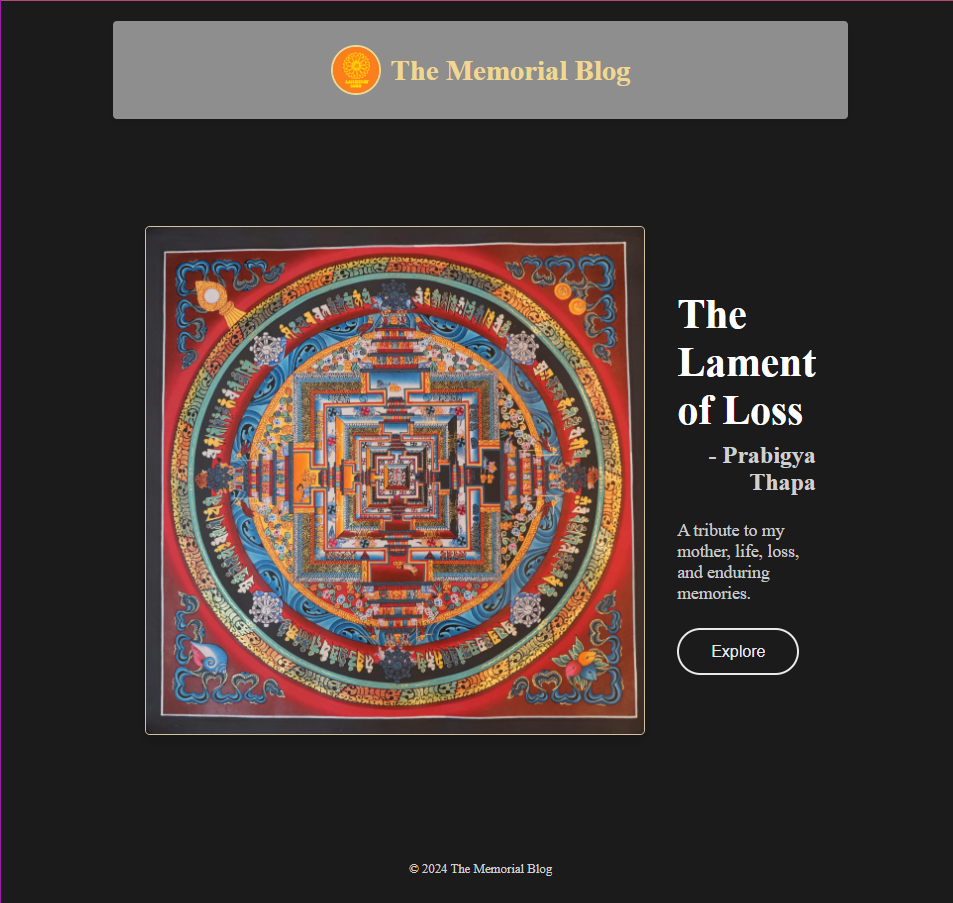 The Memorial Blog
The
Lament
of Loss
- Prabigya
Thapa
A tribute to my
mother, life, loss,
and enduring
memories.
Explore
© 2024 The Memorial Blog